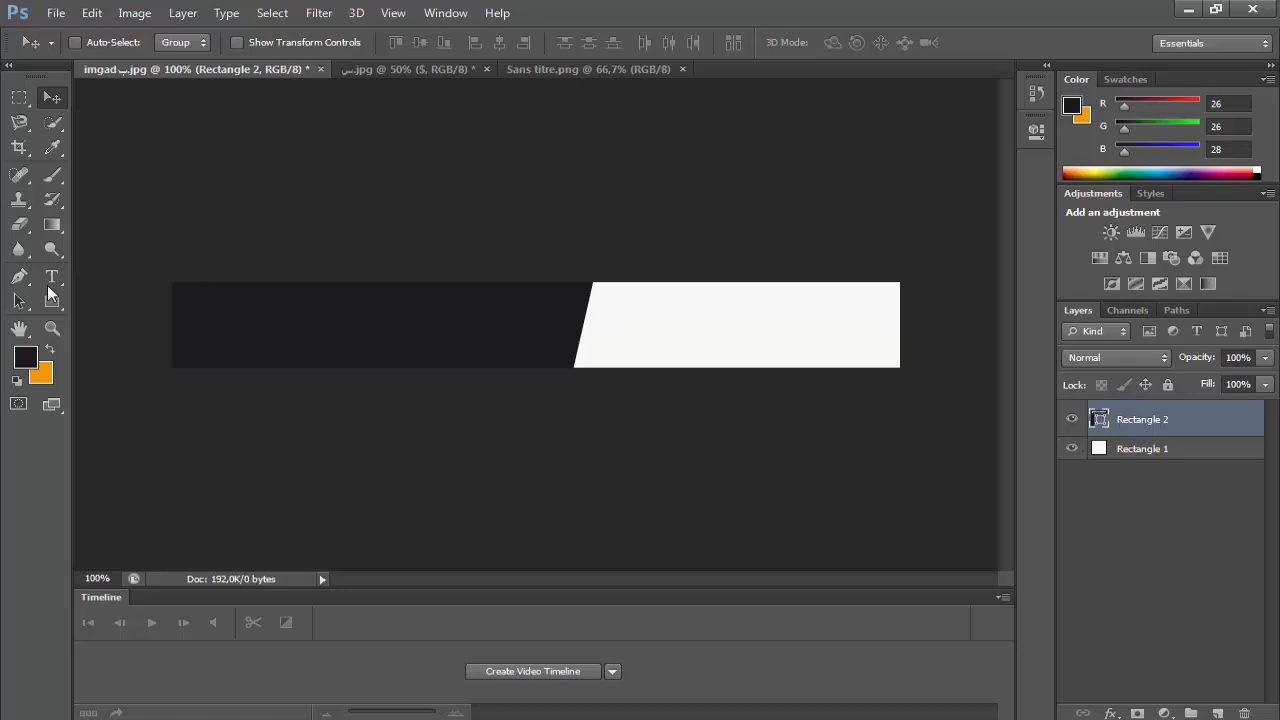 Ps File Edit Image Layer Type Select Filter 3D View Window Help
Auto-Select: Group Show Transform Controls 3D Mode: Essentials
imgad ب.jpg @ 100% (Rectangle 2, RGB/8) * × س.jpg @ 50% ($, RGB/8) * × Sans titre.png @ 66,7% (RGB/8) ×
Color Swatches
R 26
G 26
B 28
Adjustments Styles
Add an adjustment
Layers Channels Paths
Kind
Normal Opacity: 100%
Lock: Fill: 100%
Rectangle 2
Rectangle 1
T
100% Doc: 192,0K/0 bytes
Timeline
Create Video Timeline
fx